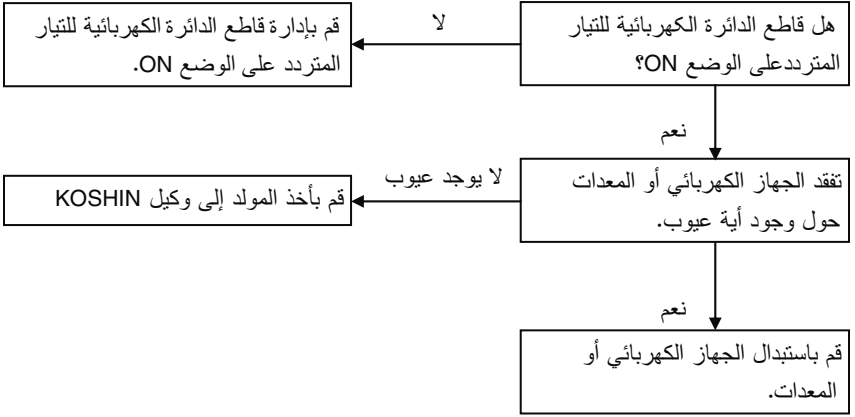 هل قاطع الدائرة الكهربائية للتيار
المترددعلى الوضع ON؟
لا
قم بإدارة قاطع الدائرة الكهربائية للتيار
المتردد على الوضع ON.
نعم
تفقد الجهاز الكهربائي أو المعدات
حول وجود أية عيوب.
لا يوجد عيوب
قم بأخذ المولد إلى وكيل KOSHIN
نعم
قم باستبدال الجهاز الكهربائي أو
المعدات.